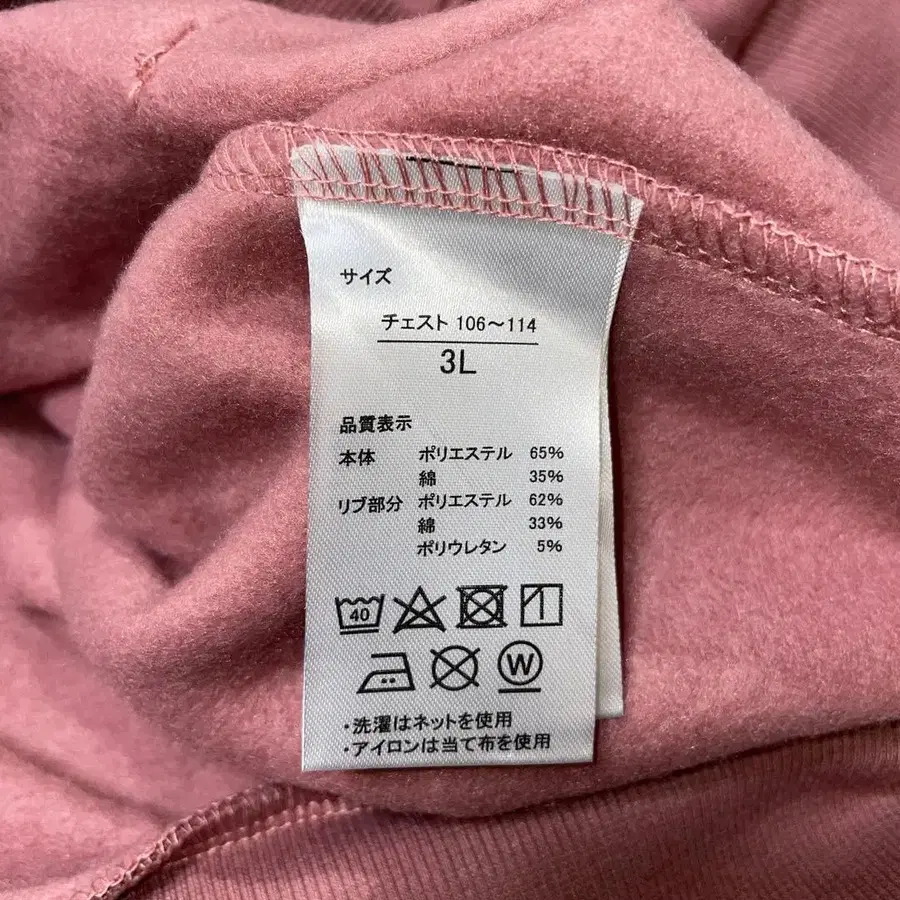 サイズ
チェスト 106～114
3L
品質表示
本体 ポリエステル 65%
綿 35%
リブ部分 ポリエステル 62%
綿 33%
ポリウレタン 5%
40
W
・洗濯はネットを使用
・アイロンは当て布を使用